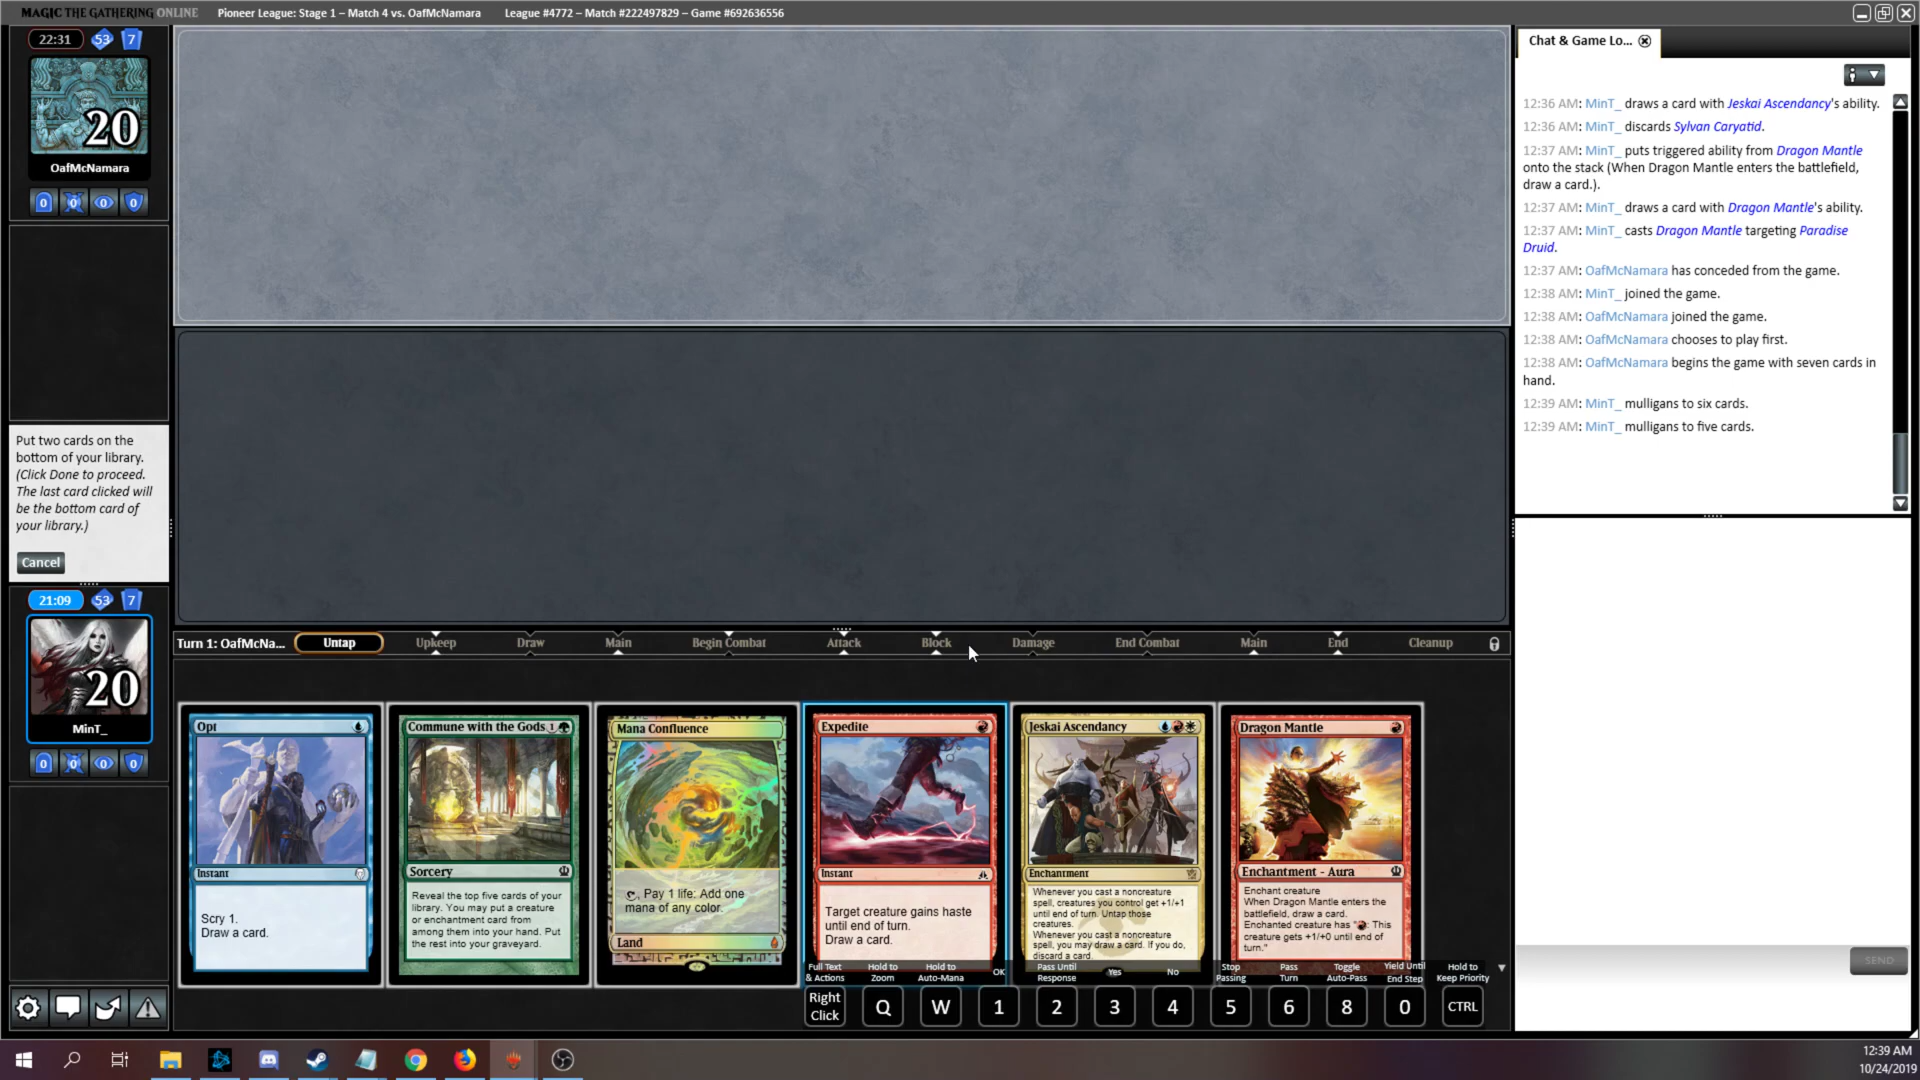 MAGIC THE GATHERING ONLINE Pioneer League: Stage 1 – Match 4 vs. OafMcNamara League #4772 – Match #222497829 – Game #692636556
22:31 53 7
20
OafMcNamara
0 0 0 0
Put two cards on the
bottom of your library.
(Click Done to proceed.
The last card clicked will
be the bottom card of
your library.)
Cancel
21:09 53 7
20
MinT_
0 0 0 0
Turn 1: OafMcNa... Untap Upkeep Draw Main Begin Combat Attack Block Damage End Combat Main End Cleanup
Opt
Instant
Scry 1.
Draw a card.
Commune with the Gods 1
Sorcery
Reveal the top five cards of your
library. You may put a creature
or enchantment card from
among them into your hand. Put
the rest into your graveyard.
Mana Confluence
, Pay 1 life: Add one
mana of any color.
Land
Expedite
Instant
Target creature gains haste
until end of turn.
Draw a card.
Jeskai Ascendancy
Enchantment
Whenever you cast a noncreature
spell, creatures you control get +1/+1
until end of turn. Untap those
creatures.
Whenever you cast a noncreature
spell, you may draw a card. If you do,
discard a card.
Dragon Mantle
Enchantment - Aura
Enchant creature
When Dragon Mantle enters the
battlefield, draw a card.
Enchanted creature has "R: This
creature gets +1/+0 until end of
turn."
Full Text
& Actions
Hold to
Zoom
Hold to
Auto-Mana
OK
Pass Until
Response
Yes
No
Stop
Passing
Pass
Turn
Toggle
Auto-Pass
Yield Until
End Step
Hold to
Keep Priority
Right
Click
Q W 1 2 3 4 5 6 8 0 CTRL
Chat & Game Lo...
12:36 AM: MinT_ draws a card with Jeskai Ascendancy's ability.
12:36 AM: MinT_ discards Sylvan Caryatid.
12:37 AM: MinT_ puts triggered ability from Dragon Mantle
onto the stack (When Dragon Mantle enters the battlefield,
draw a card.).
12:37 AM: MinT_ draws a card with Dragon Mantle's ability.
12:37 AM: MinT_ casts Dragon Mantle targeting Paradise
Druid.
12:37 AM: OafMcNamara has conceded from the game.
12:38 AM: MinT_ joined the game.
12:38 AM: OafMcNamara joined the game.
12:38 AM: OafMcNamara chooses to play first.
12:38 AM: OafMcNamara begins the game with seven cards in
hand.
12:39 AM: MinT_ mulligans to six cards.
12:39 AM: MinT_ mulligans to five cards.
SEND
12:39 AM
10/24/2019